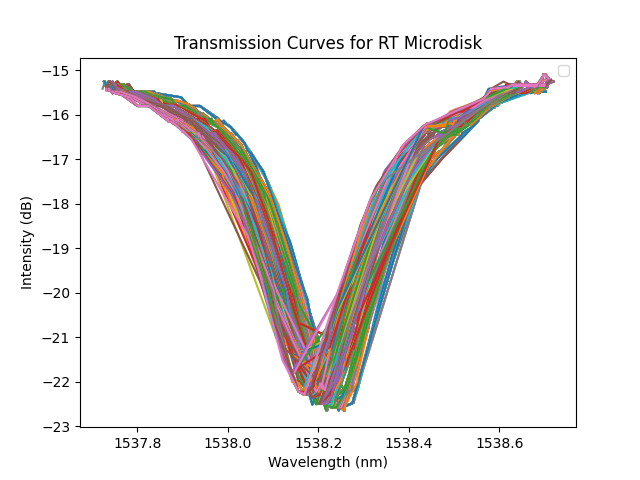 Transmission Curves for RT Microdisk
−15
−16
−17
−18
−19
−20
−21
−22
−23
Intensity (dB)
1537.8 1538.0 1538.2 1538.4 1538.6
Wavelength (nm)